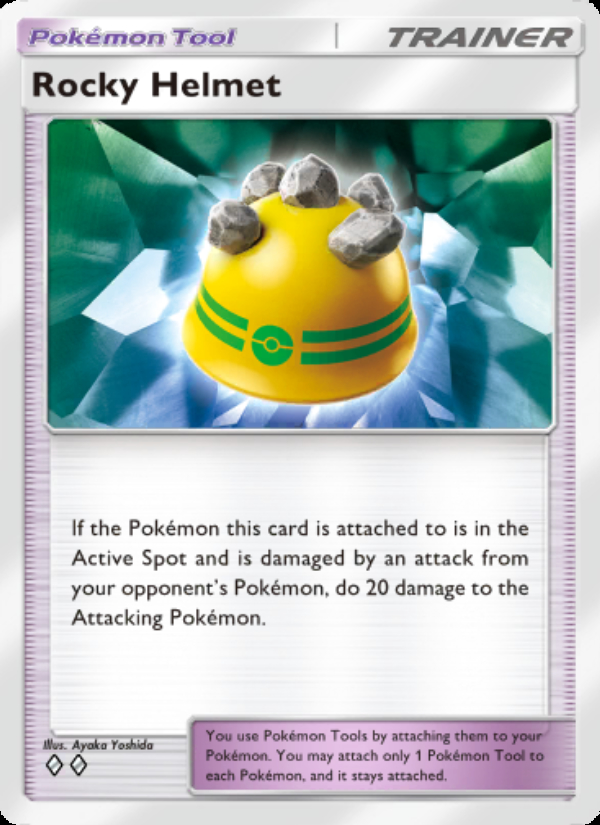 Pokémon Tool
TRAINER
Rocky Helmet
If the Pokémon this card is attached to is in the
Active Spot and is damaged by an attack from
your opponent's Pokémon, do 20 damage to the
Attacking Pokémon.
Illus. Ayaka Yoshida
You use Pokémon Tools by attaching them to your
Pokémon. You may attach only 1 Pokémon Tool to
each Pokémon, and it stays attached.